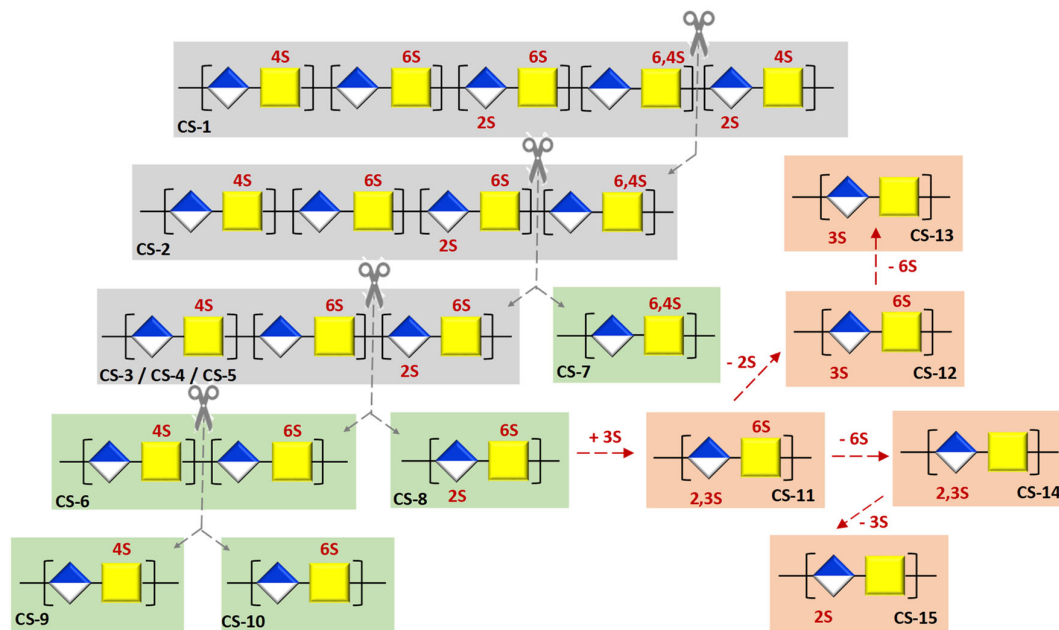 4S 6S 6S 6,4S 4S
2S 2S
CS-1
4S 6S 6S 6,4S
2S
CS-2
3S CS-13
- 6S
4S 6S 6S
2S
CS-3 / CS-4 / CS-5
6,4S
CS-7
- 2S
6S
3S CS-12
4S 6S
CS-6
6S
2S
CS-8
+ 3S
6S
2,3S CS-11
- 6S
2,3S CS-14
- 3S
4S
CS-9
6S
CS-10
2S CS-15